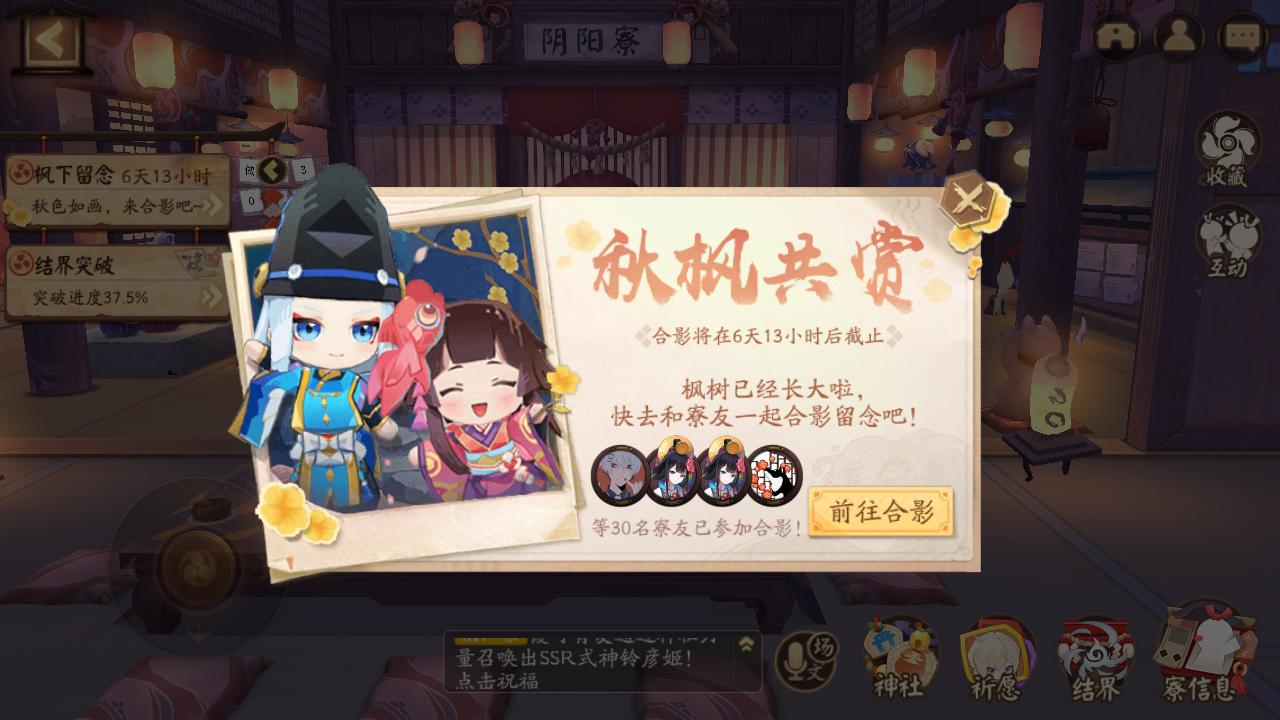 阴阳寮
枫下留念 6天13小时
秋色如画，来合影吧~
3
0
结界突破
突破进度37.5%
秋枫共赏
合影将在6天13小时后截止
枫树已经长大啦，
快去和寮友一起合影留念吧！
等30名寮友已参加合影！
前往合影
收藏
互动
量召唤出SSR式神铃彦姬！
点击祝福
场
文
神社
祈愿
结界
寮信息